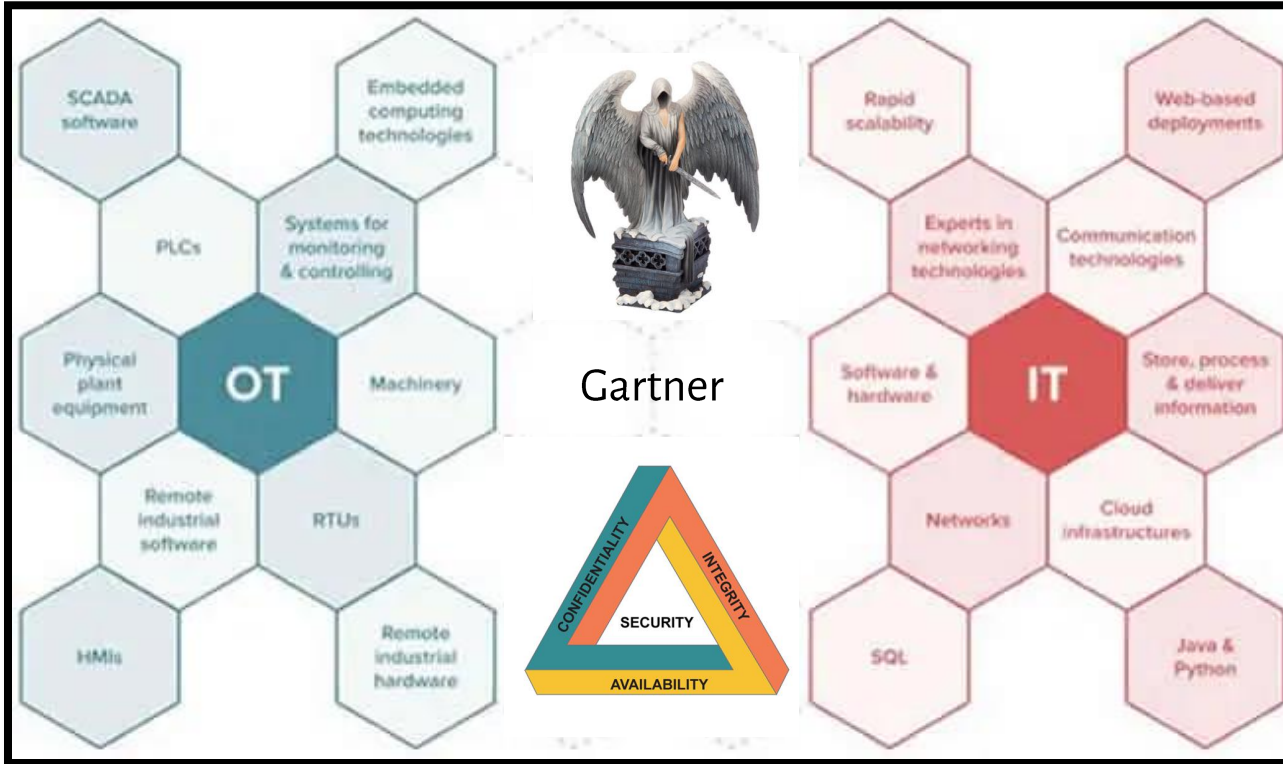 SCADA
software
Embedded
computing
technologies
PLCs
Systems for
monitoring
& controlling
Physical
plant
equipment
OT
Machinery
Remote
industrial
software
RTUs
HMIs
Remote
industrial
hardware
Gartner
CONFIDENTIALITY
INTEGRITY
SECURITY
AVAILABILITY
Rapid
scalability
Web-based
deployments
Experts in
networking
technologies
Communication
technologies
Software &
hardware
IT
Store, process
& deliver
information
Networks
Cloud
infrastructures
SQL
Java &
Python